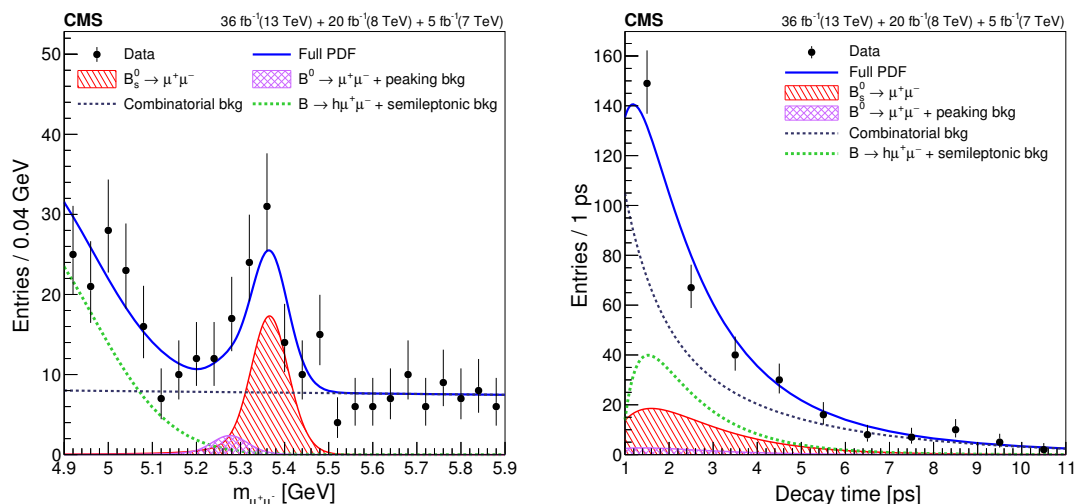 CMS
36 fb⁻¹(13 TeV) + 20 fb⁻¹(8 TeV) + 5 fb⁻¹(7 TeV)
Entries / 0.04 GeV
50
40
30
20
10
0
Data
Full PDF
B⁰ₛ → μ⁺μ⁻
B⁰ → μ⁺μ⁻ + peaking bkg
Combinatorial bkg
B → hμ⁺μ⁻ + semileptonic bkg
4.9 5 5.1 5.2 5.3 5.4 5.5 5.6 5.7 5.8 5.9
m_μ⁺μ⁻ [GeV]
CMS
36 fb⁻¹(13 TeV) + 20 fb⁻¹(8 TeV) + 5 fb⁻¹(7 TeV)
Entries / 1 ps
160
140
120
100
80
60
40
20
0
Data
Full PDF
B⁰ₛ → μ⁺μ⁻
B⁰ → μ⁺μ⁻ + peaking bkg
Combinatorial bkg
B → hμ⁺μ⁻ + semileptonic bkg
1 2 3 4 5 6 7 8 9 10 11
Decay time [ps]